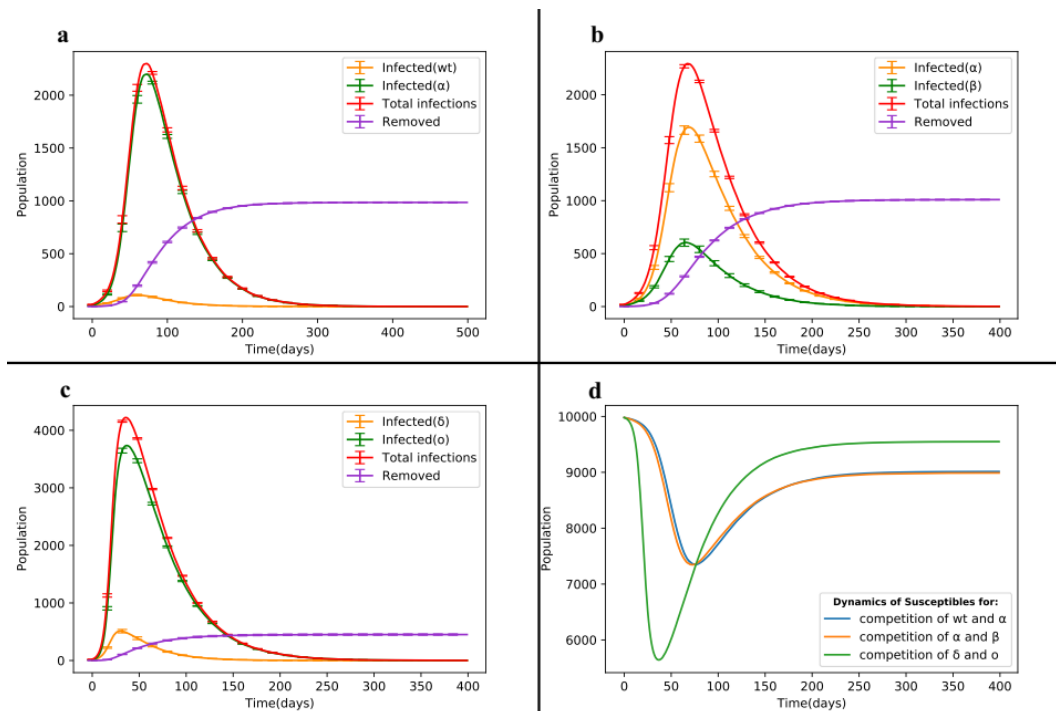 a
Population
2000
1500
1000
500
0
Infected(wt)
Infected(α)
Total infections
Removed
0 100 200 300 400 500
Time(days)
b
Population
2000
1500
1000
500
0
Infected(α)
Infected(β)
Total infections
Removed
0 50 100 150 200 250 300 350 400
Time(days)
c
Population
4000
3000
2000
1000
0
Infected(δ)
Infected(o)
Total infections
Removed
0 50 100 150 200 250 300 350 400
Time(days)
d
Population
10000
9000
8000
7000
6000
Dynamics of Susceptibles for:
competition of wt and α
competition of α and β
competition of δ and o
0 50 100 150 200 250 300 350 400
Time(days)